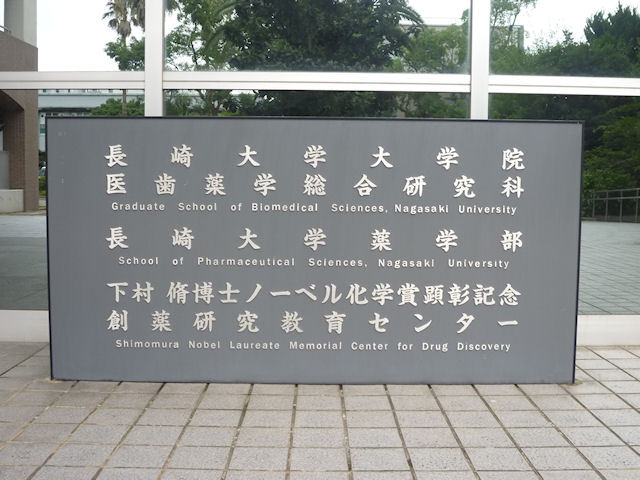 長崎大学大学院
医歯薬学総合研究科
Graduate School of Biomedical Sciences, Nagasaki University
長崎大学薬学部
School of Pharmaceutical Sciences, Nagasaki University
下村 脩博士ノーベル化学賞顕彰記念
創薬研究教育センター
Shimomura Nobel Laureate Memorial Center for Drug Discovery